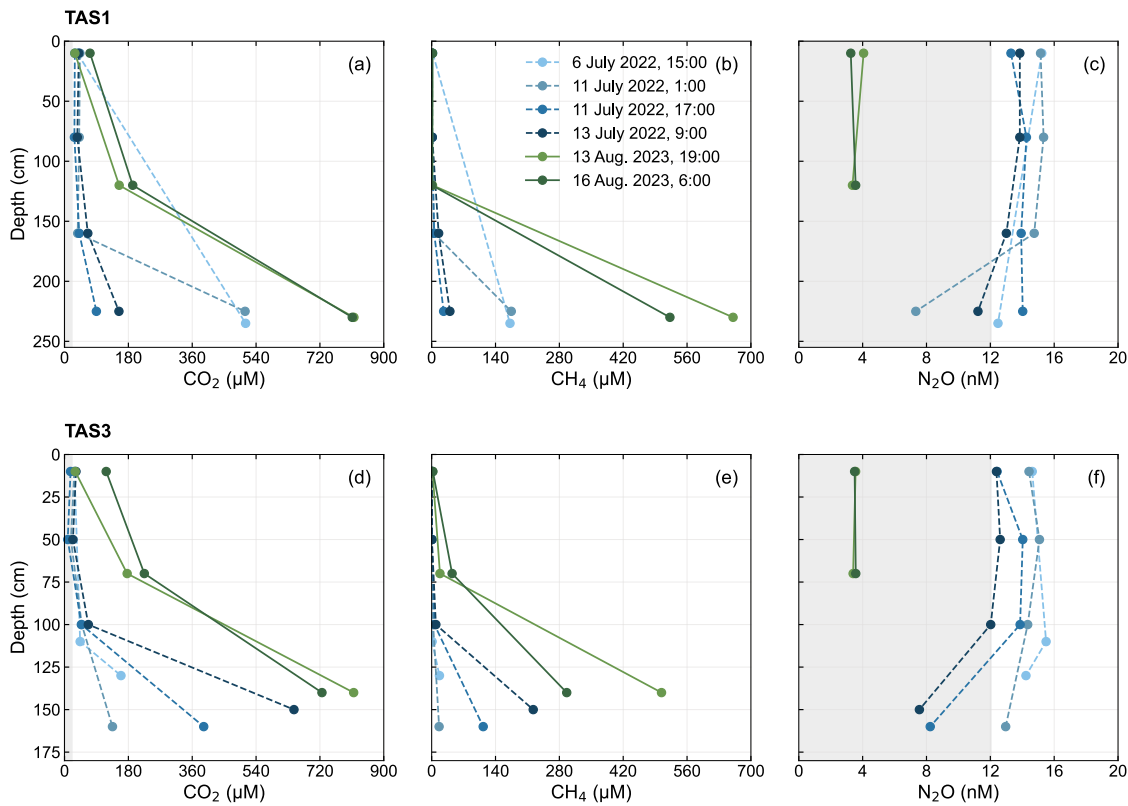 TAS1
0
50
100
150
200
250
Depth (cm)
(a)
0 180 360 540 720 900
CO₂ (µM)
(b)
6 July 2022, 15:00
11 July 2022, 1:00
11 July 2022, 17:00
13 July 2022, 9:00
13 Aug. 2023, 19:00
16 Aug. 2023, 6:00
0 140 280 420 560 700
CH₄ (µM)
(c)
0 4 8 12 16 20
N₂O (nM)
TAS3
0
25
50
75
100
125
150
175
Depth (cm)
(d)
0 180 360 540 720 900
CO₂ (µM)
(e)
0 140 280 420 560 700
CH₄ (µM)
(f)
0 4 8 12 16 20
N₂O (nM)